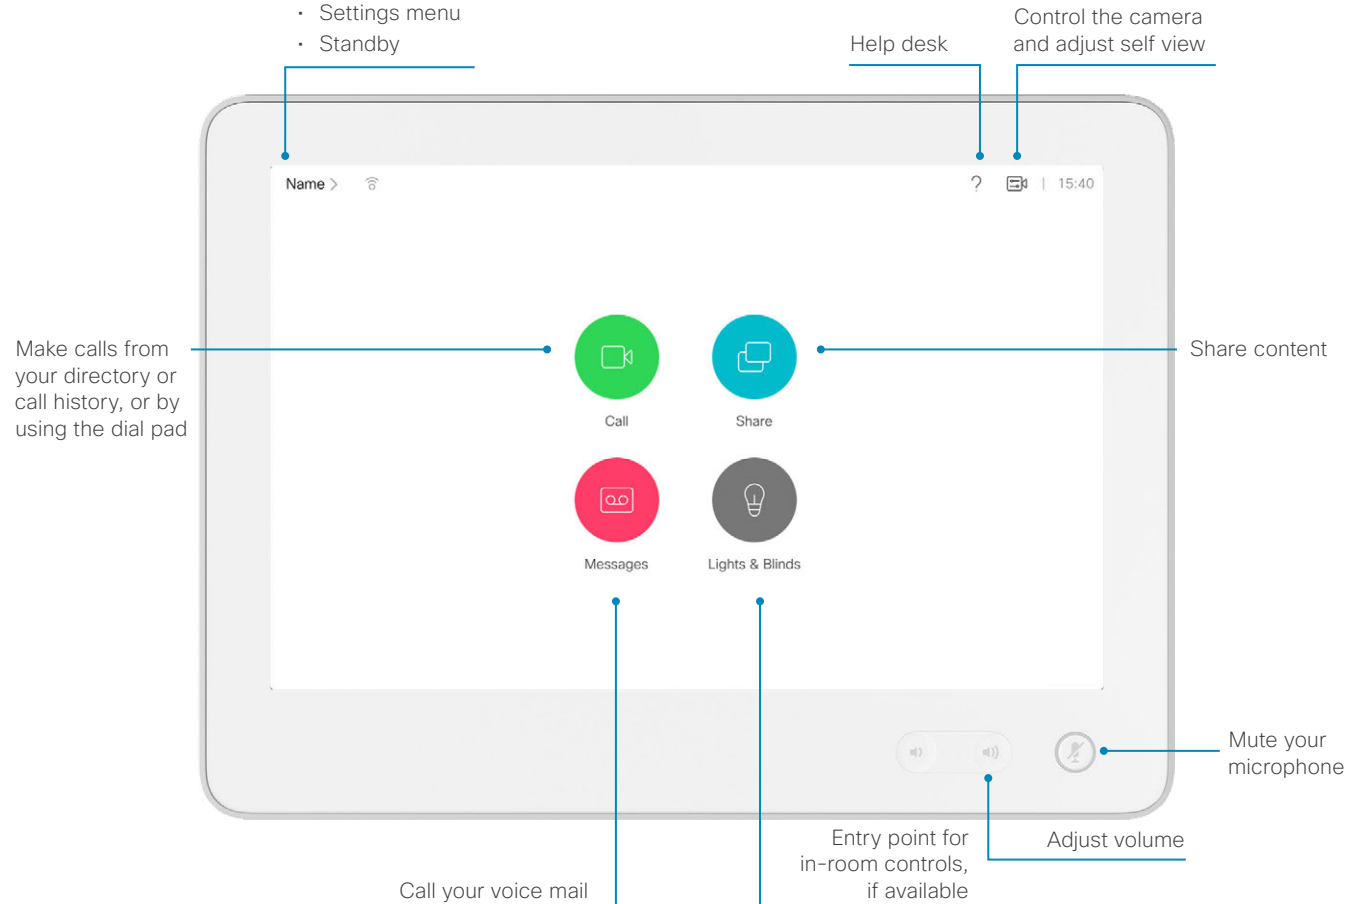 · Settings menu
· Standby
Help desk
Control the camera
and adjust self view
Name >
? | 15:40
Make calls from
your directory or
call history, or by
using the dial pad
Share content
Call
Share
Messages
Lights & Blinds
Mute your
microphone
Entry point for
in-room controls,
if available
Adjust volume
Call your voice mail